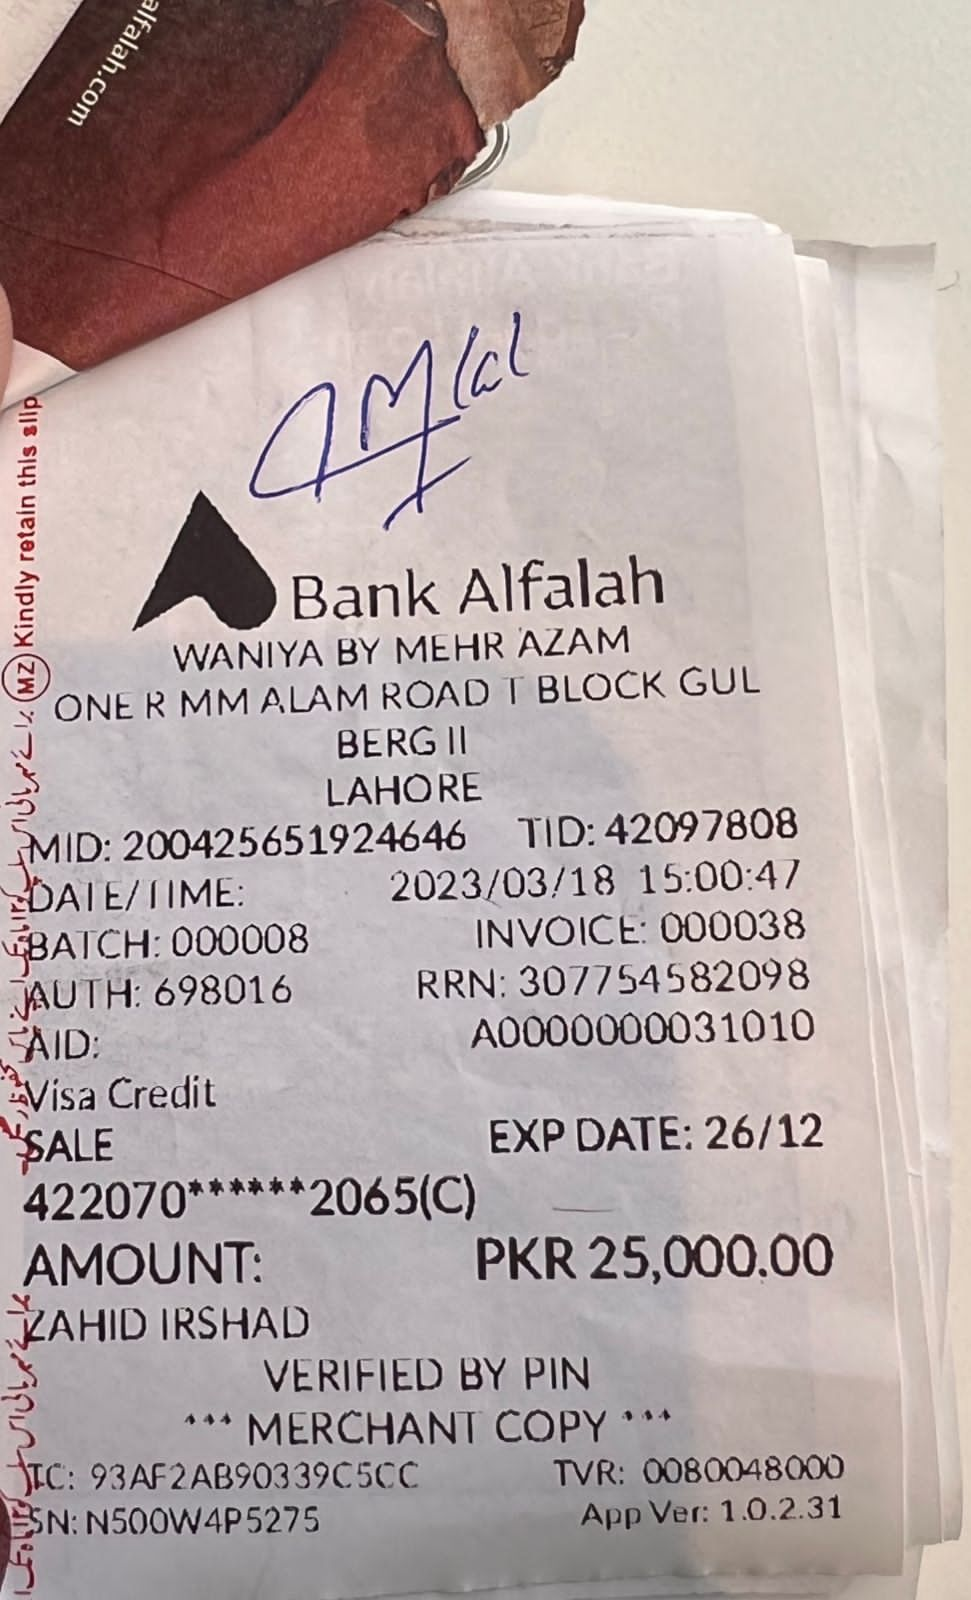 alfalah.com
Bank Alfalah
WANIYA BY MEHR AZAM
ONE R MM ALAM ROAD T BLOCK GUL
BERG II
LAHORE
MID: 200425651924646 TID: 42097808
DATE/TIME: 2023/03/18 15:00:47
BATCH: 000008 INVOICE: 000038
AUTH: 698016 RRN: 307754582098
AID: A0000000031010
Visa Credit
SALE EXP DATE: 26/12
422070******2065(C)
AMOUNT: PKR 25,000.00
ZAHID IRSHAD
VERIFIED BY PIN
*** MERCHANT COPY ***
TC: 93AF2AB90339C5CC TVR: 0080048000
SN: N500W4P5275 App Ver: 1.0.2.31
MZ Kindly retain this slip